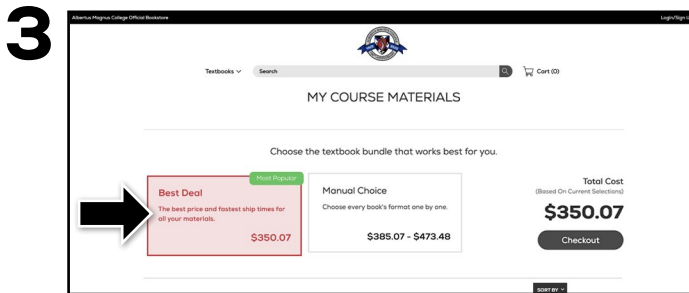 3
Albertus Magnus College Official Bookstore
Login/Sign U
Textbooks
Search
Cart (0)
MY COURSE MATERIALS
Choose the textbook bundle that works best for you.
Most Popular
Best Deal
The best price and fastest ship times for
all your materials.
$350.07
Manual Choice
Choose every book's format one by one.
$385.07 - $473.48
Total Cost
(Based On Current Selections)
$350.07
Checkout
SORT BY